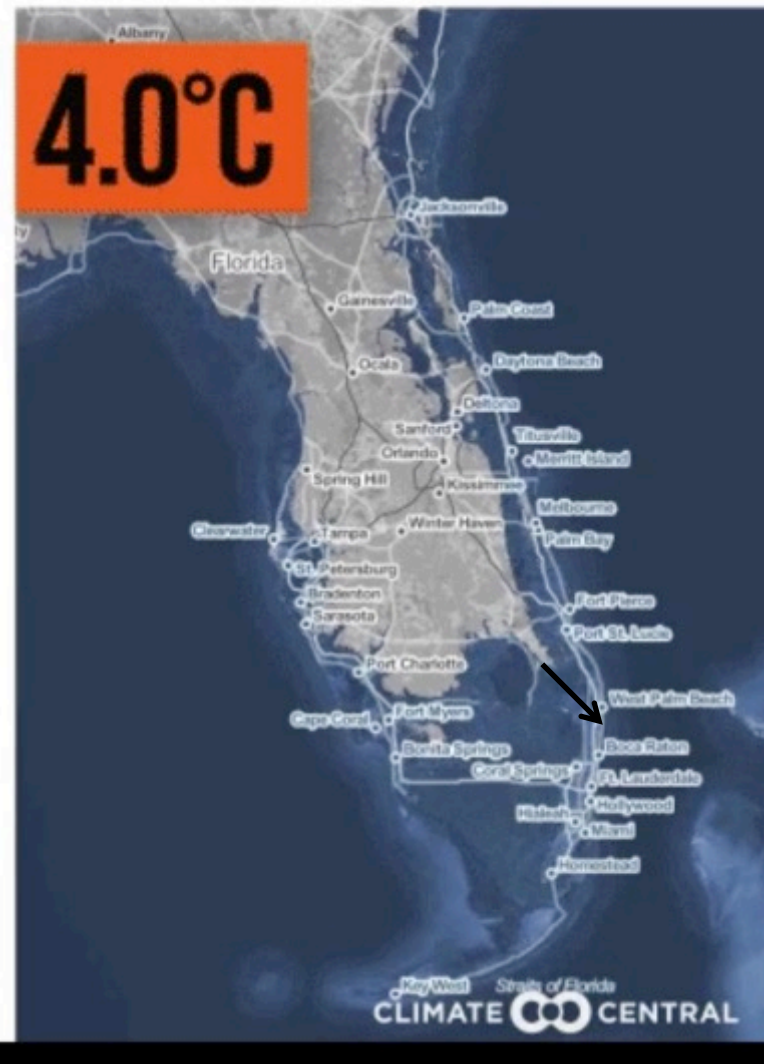 Albany
4.0°C
Jacksonville
ly
Florida
Gainesville
Palm Coast
Ocala
Daytona Beach
Deltona
Sanford
Titusville
Orlando
Merritt Island
Spring Hill
Kissimmee
Melbourne
Clearwater
Tampa
Winter Haven
Palm Bay
St. Petersburg
Bradenton
Fort Pierce
Sarasota
Port St. Lucie
Port Charlotte
West Palm Beach
Cape Coral
Fort Myers
Bonita Springs
Boca Raton
Coral Springs
Ft. Lauderdale
Hollywood
Hialeah
Miami
Homestead
Key West
Straits of Florida
CLIMATE CENTRAL